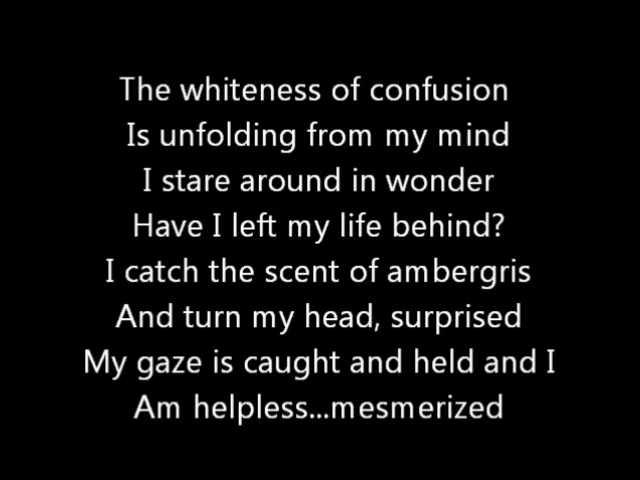 The whiteness of confusion
Is unfolding from my mind
I stare around in wonder
Have I left my life behind?
I catch the scent of ambergris
And turn my head, surprised
My gaze is caught and held and I
Am helpless...mesmerized